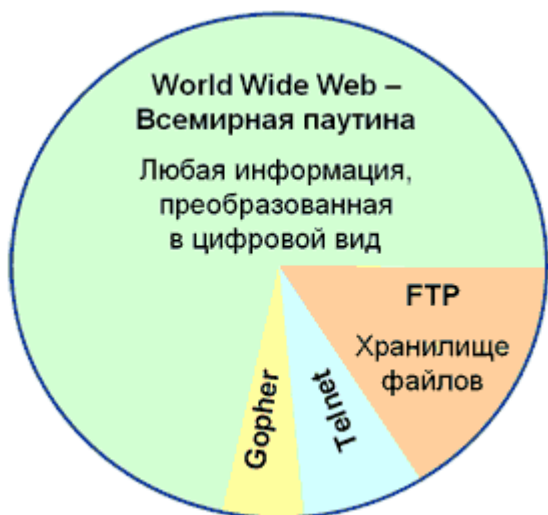 World Wide Web –
Всемирная паутина
Любая информация,
преобразованная
в цифровой вид
FTP
Хранилище
файлов
Telnet
Gopher